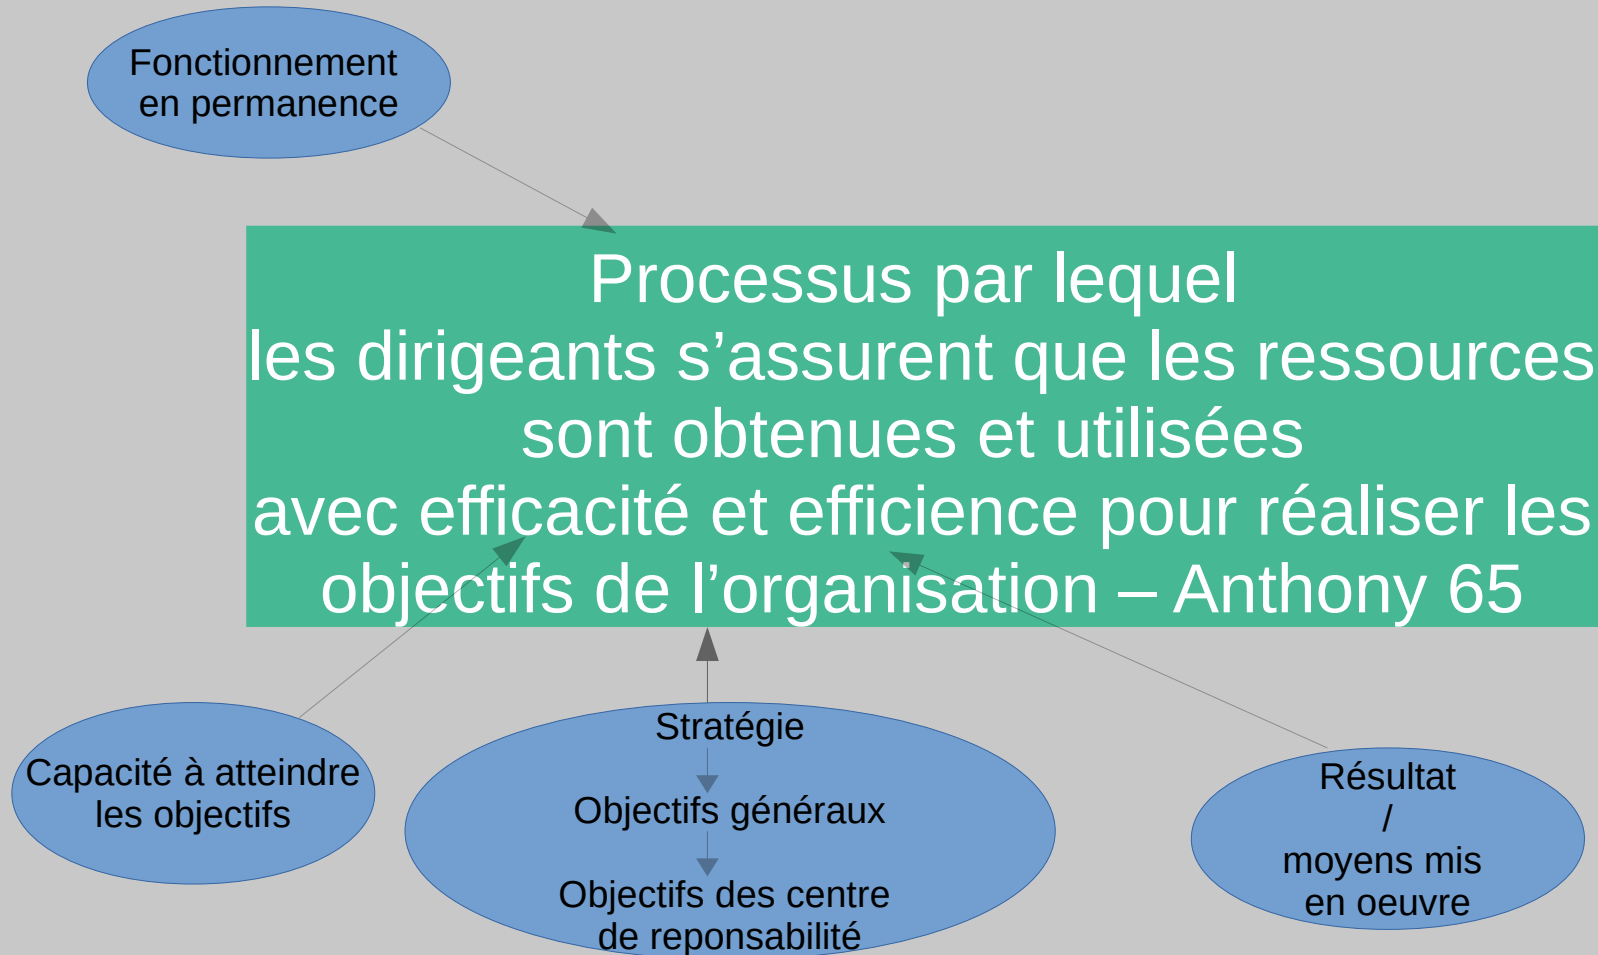 Fonctionnement
en permanence
Processus par lequel
les dirigeants s’assurent que les ressources
sont obtenues et utilisées
avec efficacité et efficience pour réaliser les
objectifs de l’organisation – Anthony 65
Capacité à atteindre
les objectifs
Stratégie
Objectifs généraux
Objectifs des centre
de reponsabilité
Résultat
/
moyens mis
en oeuvre